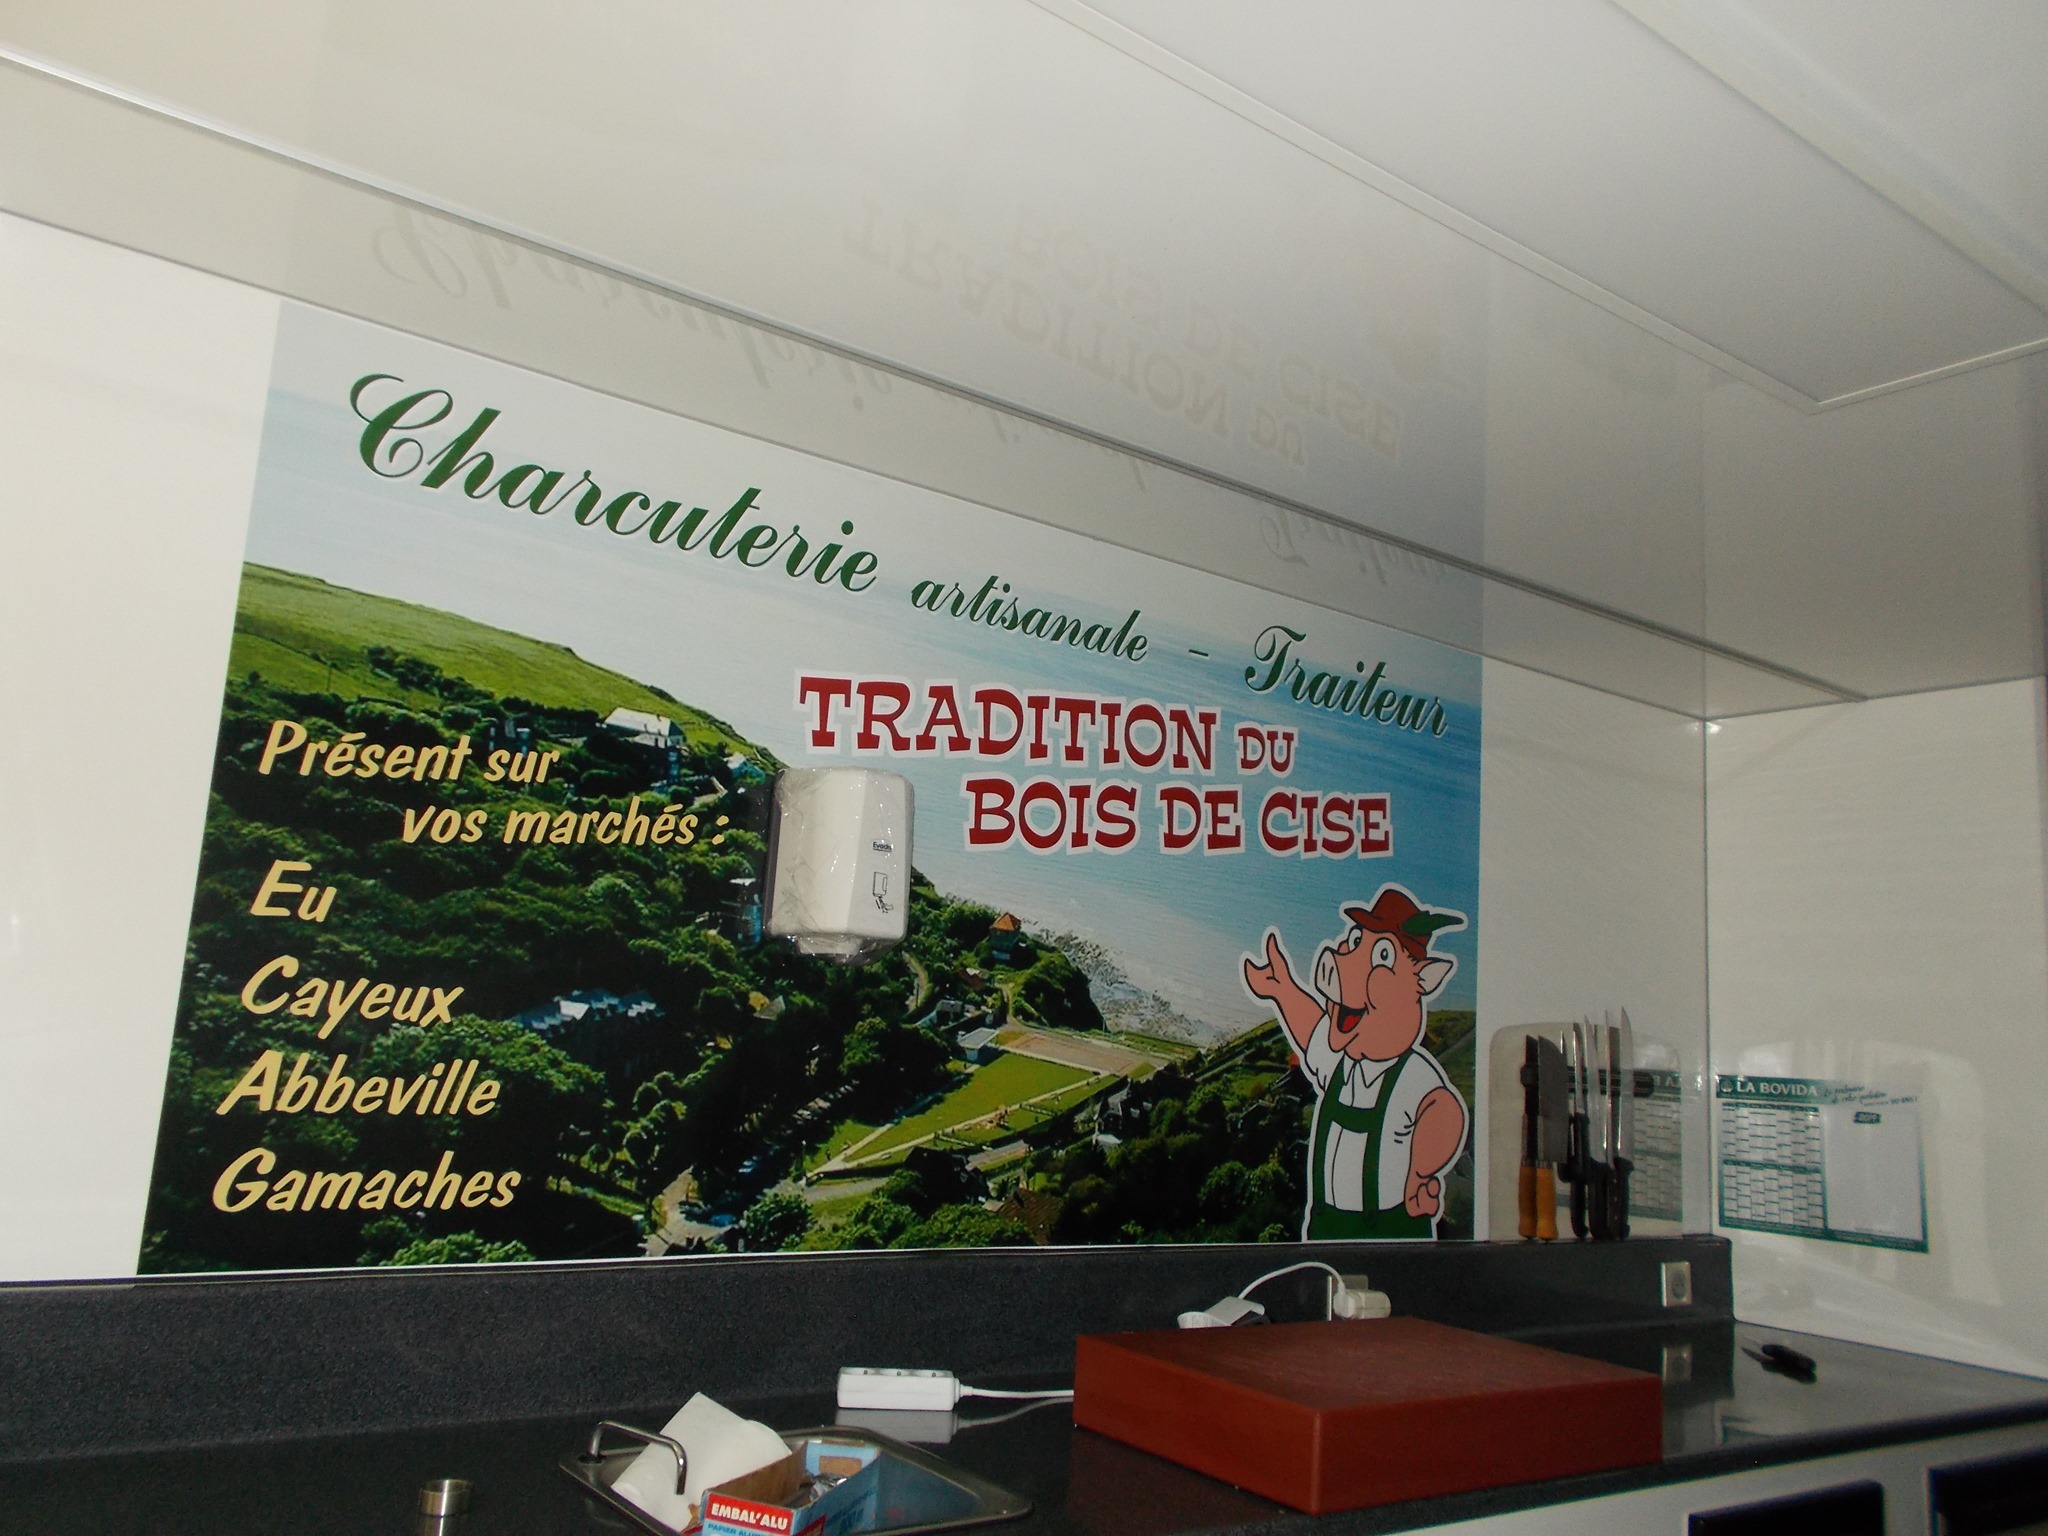 Charcuterie artisanale - Traiteur
TRADITION DU
BOIS DE CISE
Présent sur
vos marchés :
Eu
Cayeux
Abbeville
Gamaches
LA BOVIDA
EMBAL'ALU